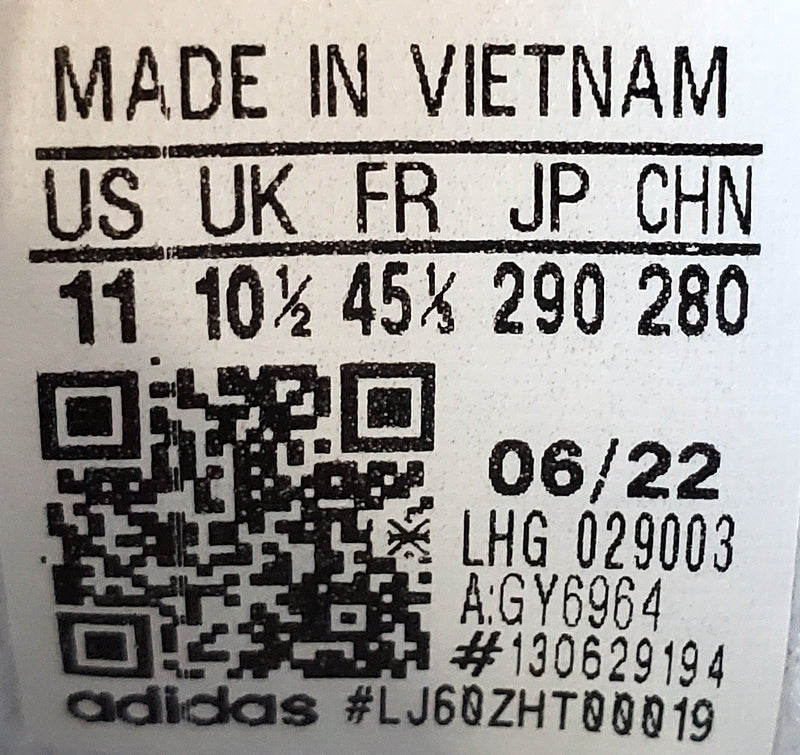 MADE IN VIETNAM
US UK FR JP CHN
11 10½ 45⅓ 290 280
06/22
LHG 029003
A:GY6964
#130629194
adidas #LJ60ZHT00019